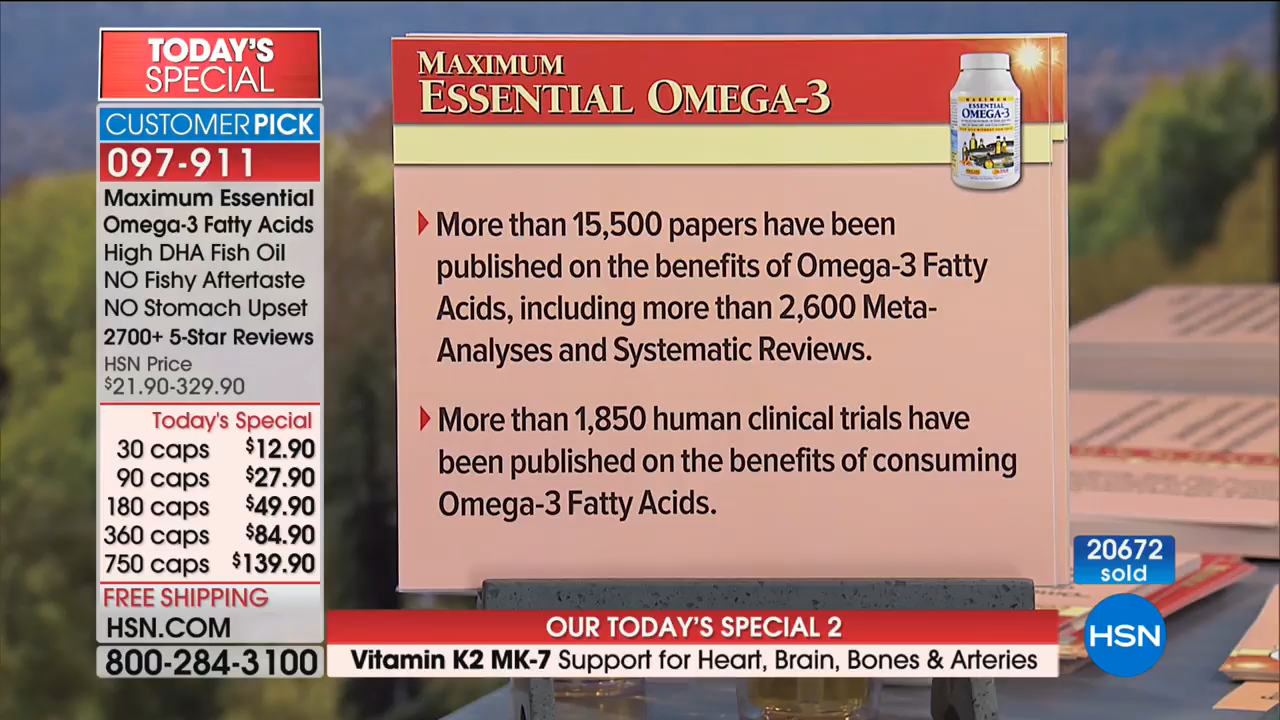 TODAY'S
SPECIAL
CUSTOMER PICK
097-911
Maximum Essential
Omega-3 Fatty Acids
High DHA Fish Oil
NO Fishy Aftertaste
NO Stomach Upset
2700+ 5-Star Reviews
HSN Price
$21.90-329.90
Today's Special
30 caps $12.90
90 caps $27.90
180 caps $49.90
360 caps $84.90
750 caps $139.90
FREE SHIPPING
HSN.COM
800-284-3100
MAXIMUM
ESSENTIAL OMEGA-3
MAXIMUM
ESSENTIAL
OMEGA-3
More than 15,500 papers have been
published on the benefits of Omega-3 Fatty
Acids, including more than 2,600 Meta-
Analyses and Systematic Reviews.
More than 1,850 human clinical trials have
been published on the benefits of consuming
Omega-3 Fatty Acids.
20672
sold
HSN
OUR TODAY'S SPECIAL 2
Vitamin K2 MK-7 Support for Heart, Brain, Bones & Arteries